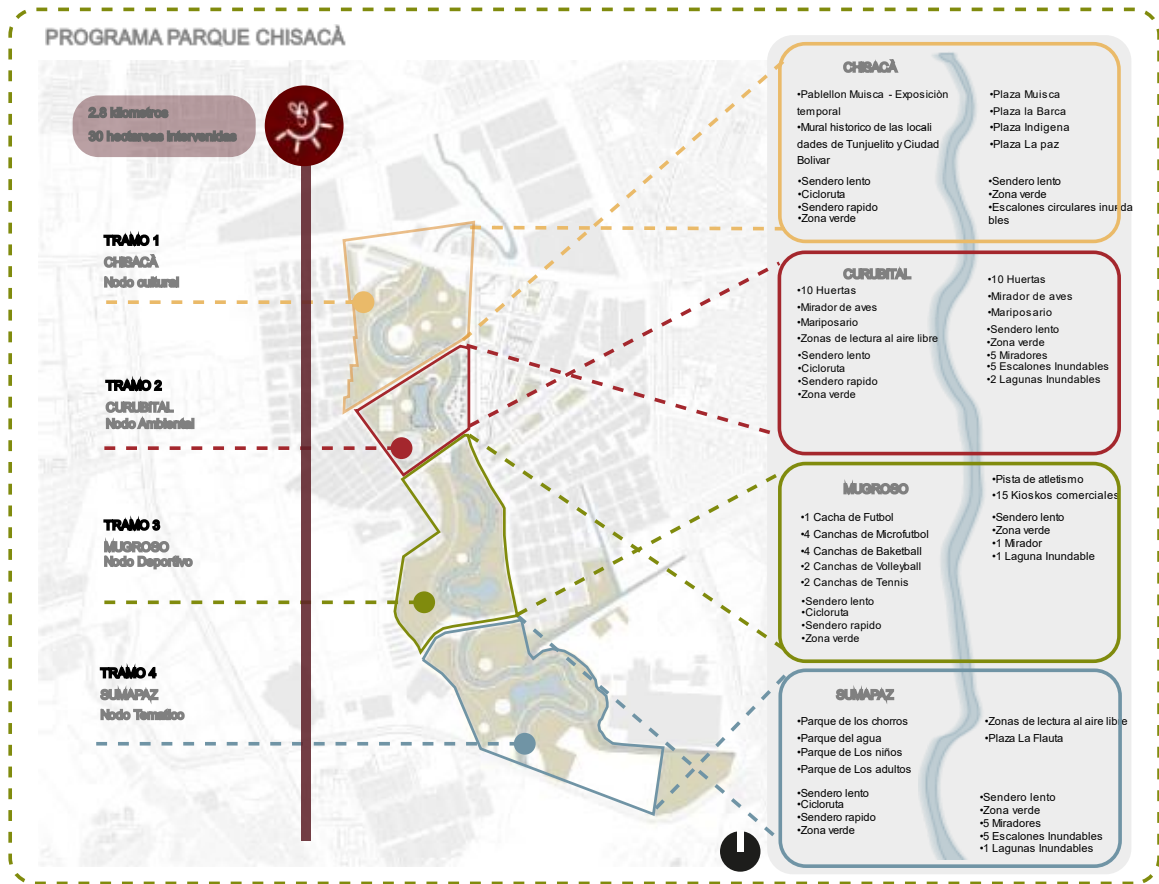 PROGRAMA PARQUE CHISACÀ
2.8 kilometros
30 hectareas intervenidas
TRAMO 1
CHISACÀ
Nodo cultural
TRAMO 2
CURUBITAL
Nodo Ambiental
TRAMO 3
MUGROSO
Nodo Deportivo
TRAMO 4
SUMAPAZ
Nodo Tematico
CHISACÀ
•Pablellon Muisca - Exposiciòn
temporal
•Mural historico de las locali
dades de Tunjuelito y Ciudad
Bolivar
•Sendero lento
•Cicloruta
•Sendero rapido
•Zona verde
•Plaza Muisca
•Plaza la Barca
•Plaza Indigena
•Plaza La paz
•Sendero lento
•Zona verde
•Escalones circulares inunda
bles
CURUBITAL
•10 Huertas
•Mirador de aves
•Mariposario
•Zonas de lectura al aire libre
•Sendero lento
•Cicloruta
•Sendero rapido
•Zona verde
•10 Huertas
•Mirador de aves
•Mariposario
•Sendero lento
•Zona verde
•5 Miradores
•5 Escalones Inundables
•2 Lagunas Inundables
MUGROSO
•1 Cacha de Futbol
•4 Canchas de Microfutbol
•4 Canchas de Baketball
•2 Canchas de Volleyball
•2 Canchas de Tennis
•Sendero lento
•Cicloruta
•Sendero rapido
•Zona verde
•Pista de atletismo
•15 Kioskos comerciales
•Sendero lento
•Zona verde
•1 Mirador
•1 Laguna Inundable
SUMAPAZ
•Parque de los chorros
•Parque del agua
•Parque de Los niños
•Parque de Los adultos
•Sendero lento
•Cicloruta
•Sendero rapido
•Zona verde
•Zonas de lectura al aire libre
•Plaza La Flauta
•Sendero lento
•Zona verde
•5 Miradores
•5 Escalones Inundables
•1 Lagunas Inundables